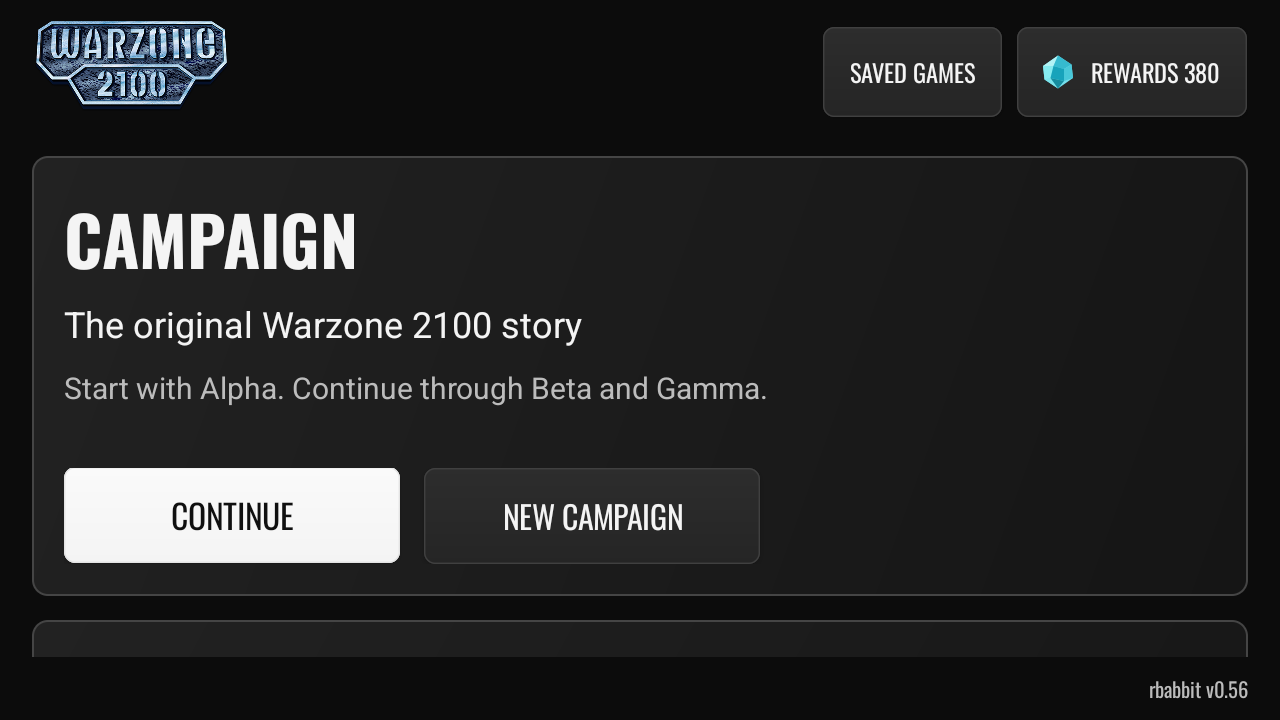 WARZONE
2100
SAVED GAMES
REWARDS 380
CAMPAIGN
The original Warzone 2100 story
Start with Alpha. Continue through Beta and Gamma.
CONTINUE
NEW CAMPAIGN
rbabbit v0.56